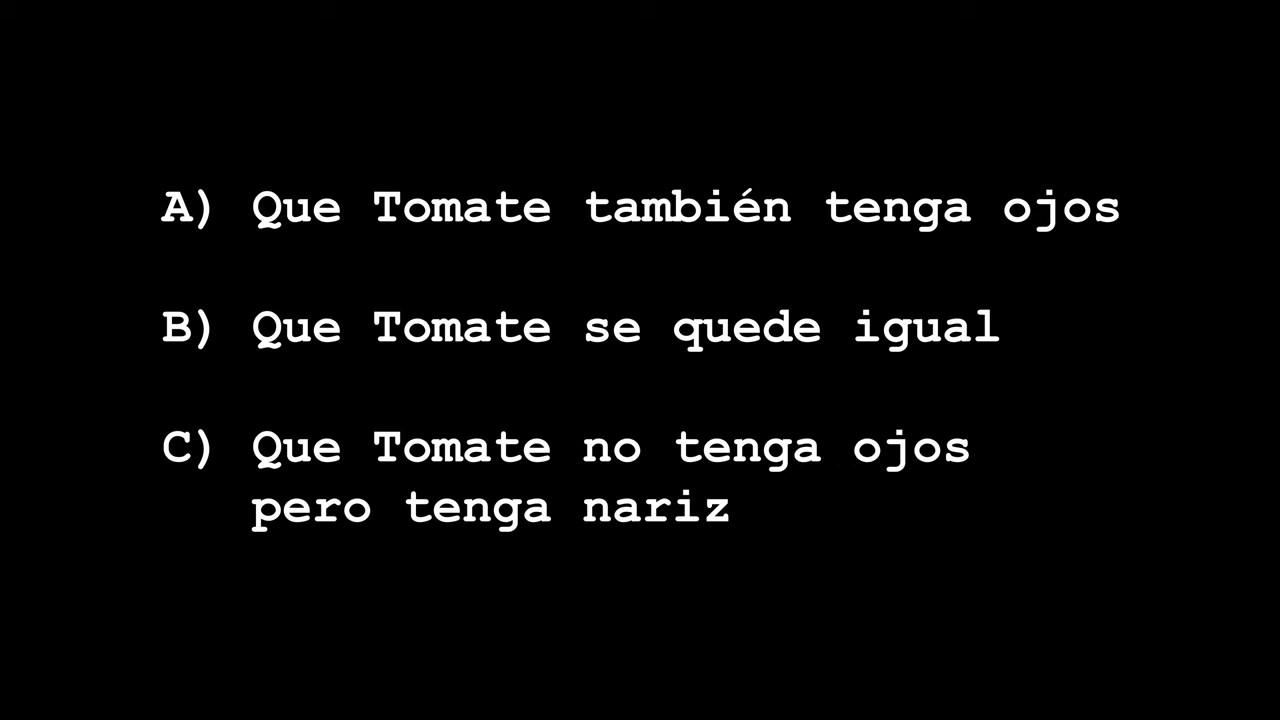 A) Que Tomate también tenga ojos
B) Que Tomate se quede igual
C) Que Tomate no tenga ojos
pero tenga nariz